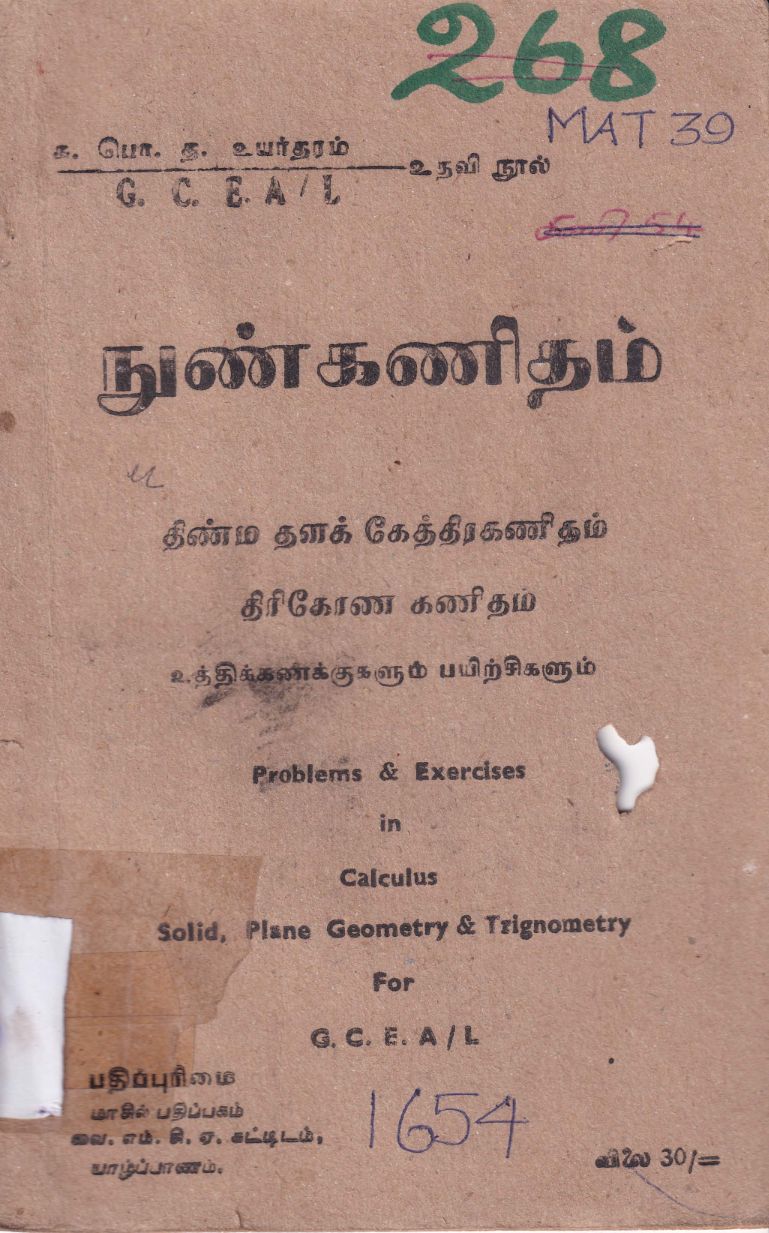 268
MAT 39
க. பொ. த. உயர்தரம்
G. C. E. A / L
உதவி நூல்
நுண்கணிதம்
திண்ம தளக் கேத்திரகணிதம்
திரிகோண கணிதம்
உத்திக்கணக்குகளும் பயிற்சிகளும்
Problems & Exercises
in
Calculus
Solid, Plane Geometry & Trignometry
For
G. C. E. A / L
பதிப்புரிமை
மாசில் பதிப்பகம்
வை. எம். சி. ஏ. கட்டிடம்,
யாழ்ப்பாணம்.
1654
விலை 30/=